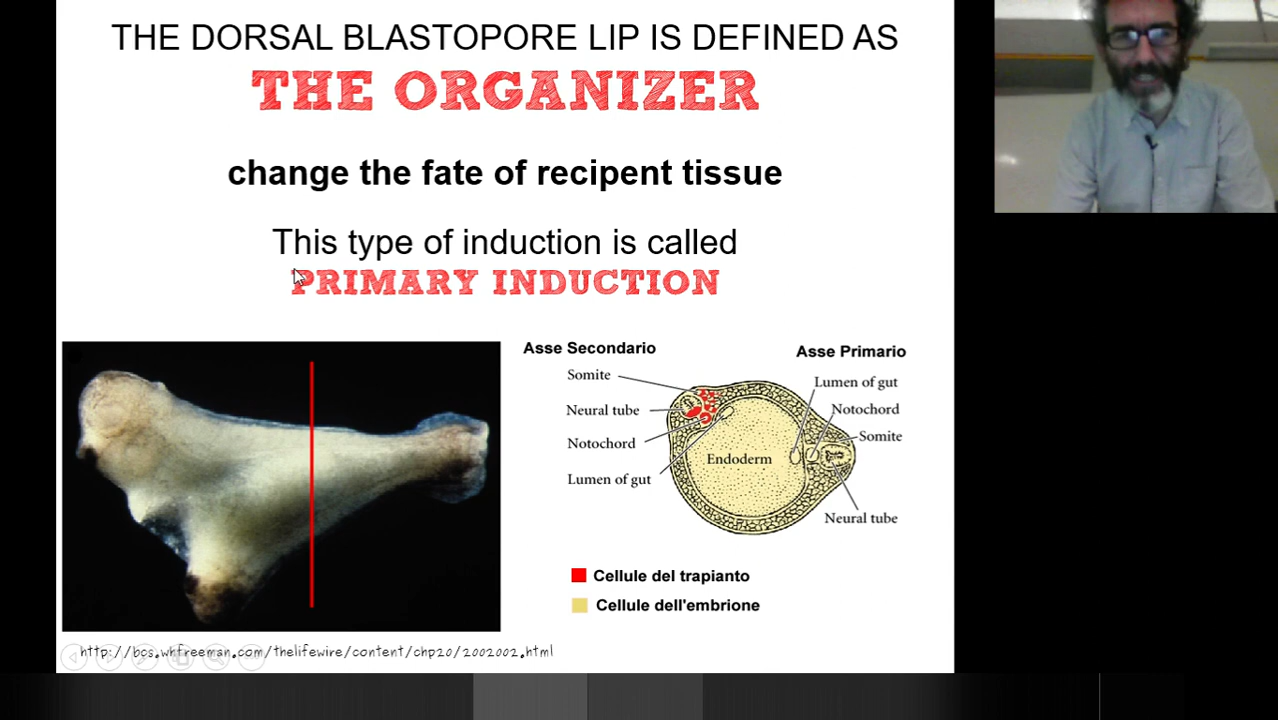 THE DORSAL BLASTOPORE LIP IS DEFINED AS
THE ORGANIZER
change the fate of recipent tissue
This type of induction is called
PRIMARY INDUCTION
Asse Secondario
Somite
Neural tube
Notochord
Lumen of gut
Asse Primario
Lumen of gut
Notochord
Somite
Endoderm
Neural tube
Cellule del trapianto
Cellule dell'embrione
http://bcs.whfreeman.com/thelifewire/content/chp20/2002002.html